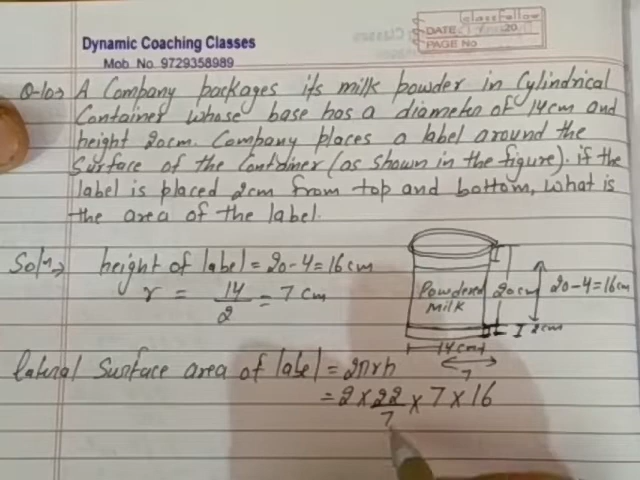 classfellow
DATE 20
PAGE No
Dynamic Coaching Classes
Mob. No. 9729358989
Q-10→ A Company packages its milk powder in Cylindrical
Container whose base has a diameter of 14cm and
height 20cm. Company places a label around the
Surface of the Container (as shown in the figure). if the
label is placed 2cm from top and bottom, what is
the area of the label.
Soln→ height of label = 20-4 = 16cm
r = 14/2 = 7 cm
Powdered
Milk
20cm
20-4=16cm
2cm
14cm
7
lateral Surface area of label = 2πrh
= 2 × 22/7 × 7 × 16